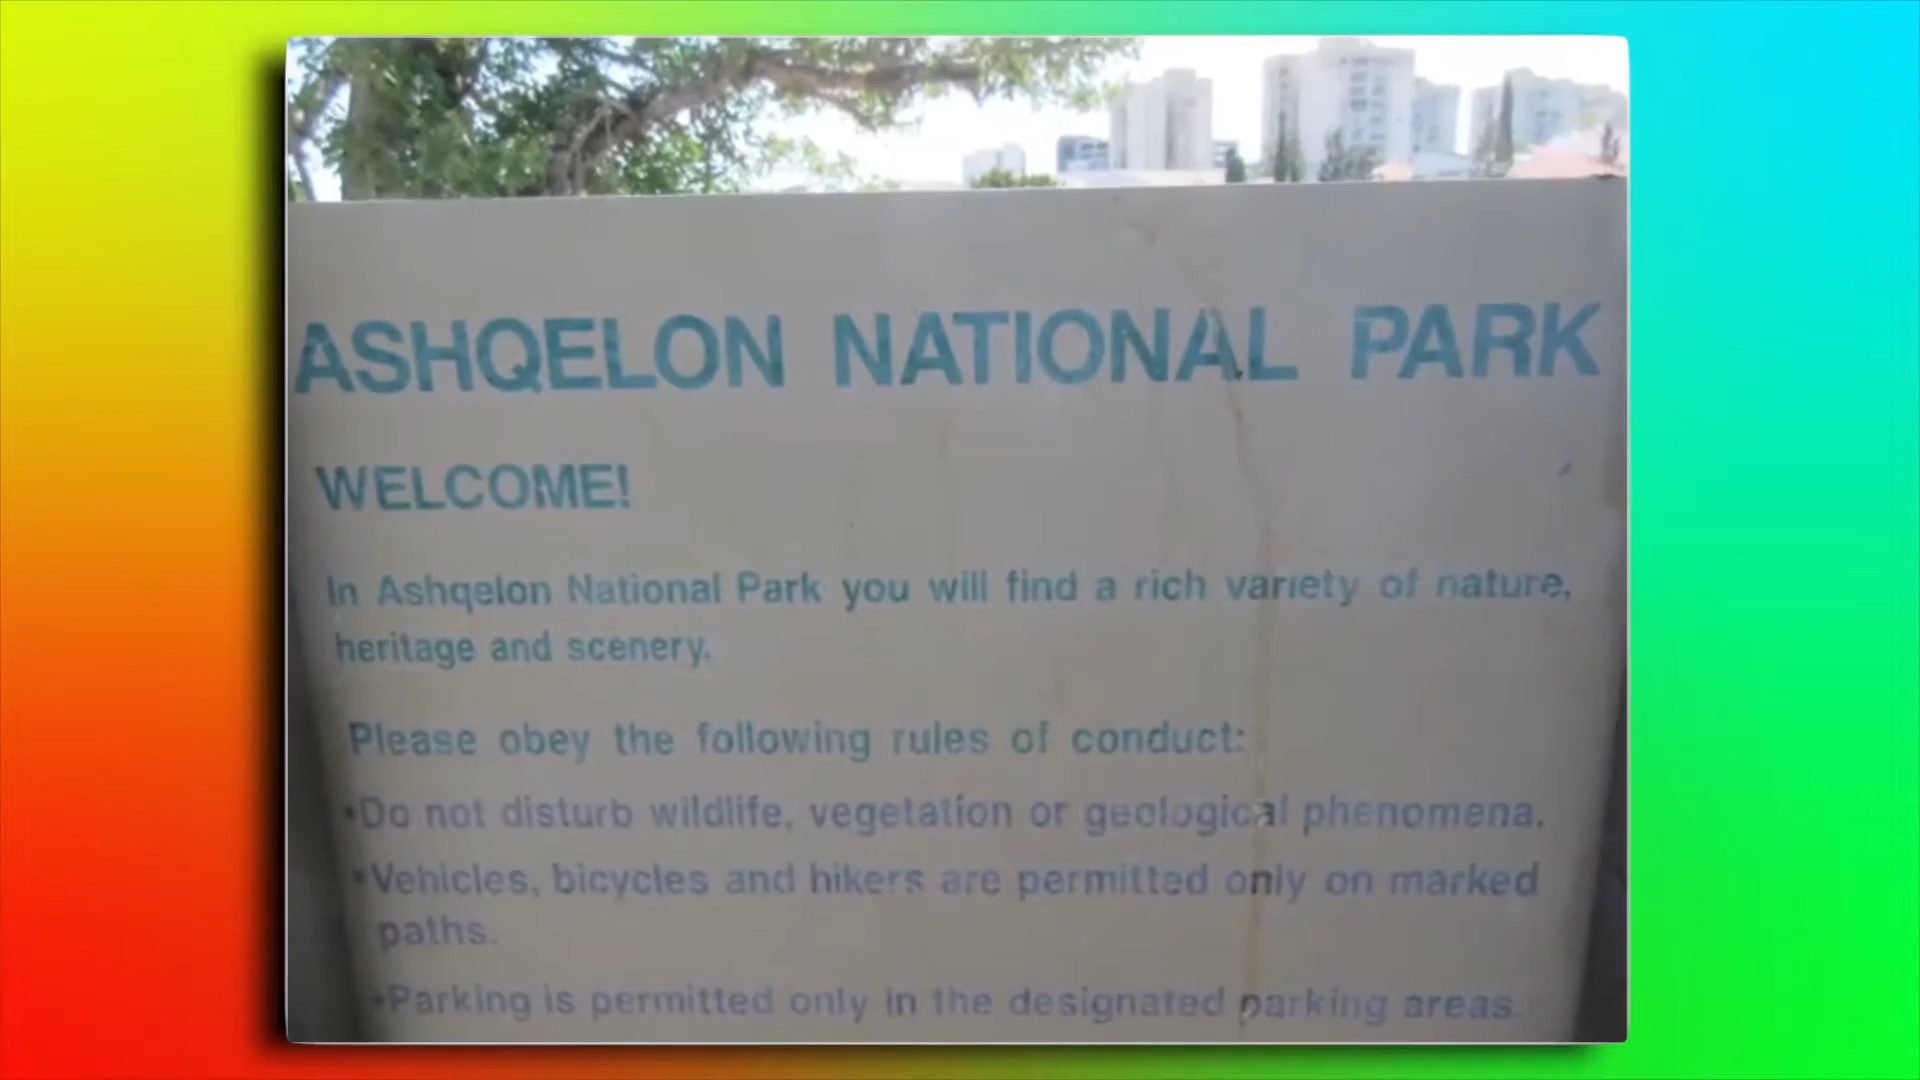 ASHQELON NATIONAL PARK
WELCOME!
In Ashqelon National Park you will find a rich variety of nature,
heritage and scenery.
Please obey the following rules of conduct:
•Do not disturb wildlife, vegetation or geological phenomena.
•Vehicles, bicycles and hikers are permitted only on marked
paths.
•Parking is permitted only in the designated parking areas.